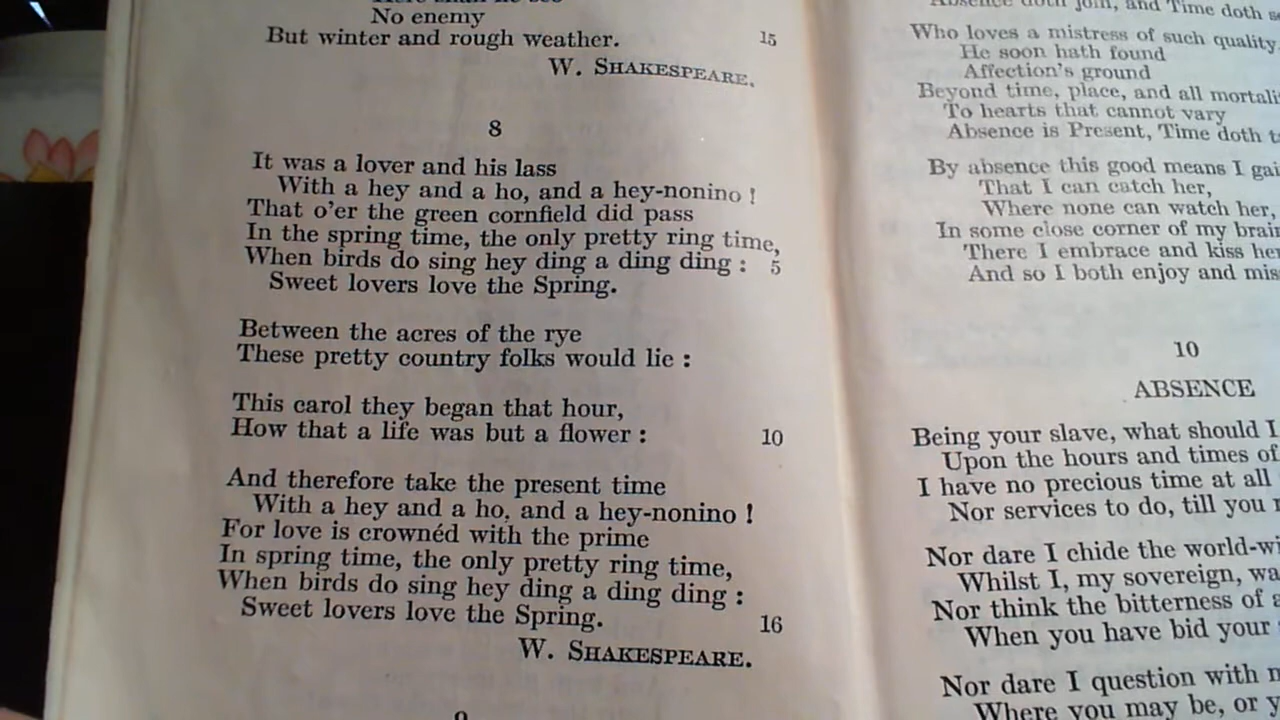 No enemy
But winter and rough weather. 15
W. SHAKESPEARE.
8
It was a lover and his lass
With a hey and a ho, and a hey-nonino !
That o'er the green cornfield did pass
In the spring time, the only pretty ring time,
When birds do sing hey ding a ding ding : 5
Sweet lovers love the Spring.
Between the acres of the rye
These pretty country folks would lie :
This carol they began that hour,
How that a life was but a flower : 10
And therefore take the present time
With a hey and a ho, and a hey-nonino !
For love is crownéd with the prime
In spring time, the only pretty ring time,
When birds do sing hey ding a ding ding :
Sweet lovers love the Spring. 16
W. SHAKESPEARE.
Absence doth join, and Time doth
Who loves a mistress of such quality
He soon hath found
Affection's ground
Beyond time, place, and all
To hearts that cannot vary
Absence is Present, Time doth
By absence this good means I
That I can catch her,
Where none can watch her,
In some close corner of my
There I embrace and kiss
And so I both enjoy and
10
ABSENCE
Being your slave, what should I
Upon the hours and times of
I have no precious time at all
Nor services to do, till you
Nor dare I chide the
Whilst I, my sovereign,
Nor think the bitterness of
When you have bid your
Nor dare I question with
Where you may be, or